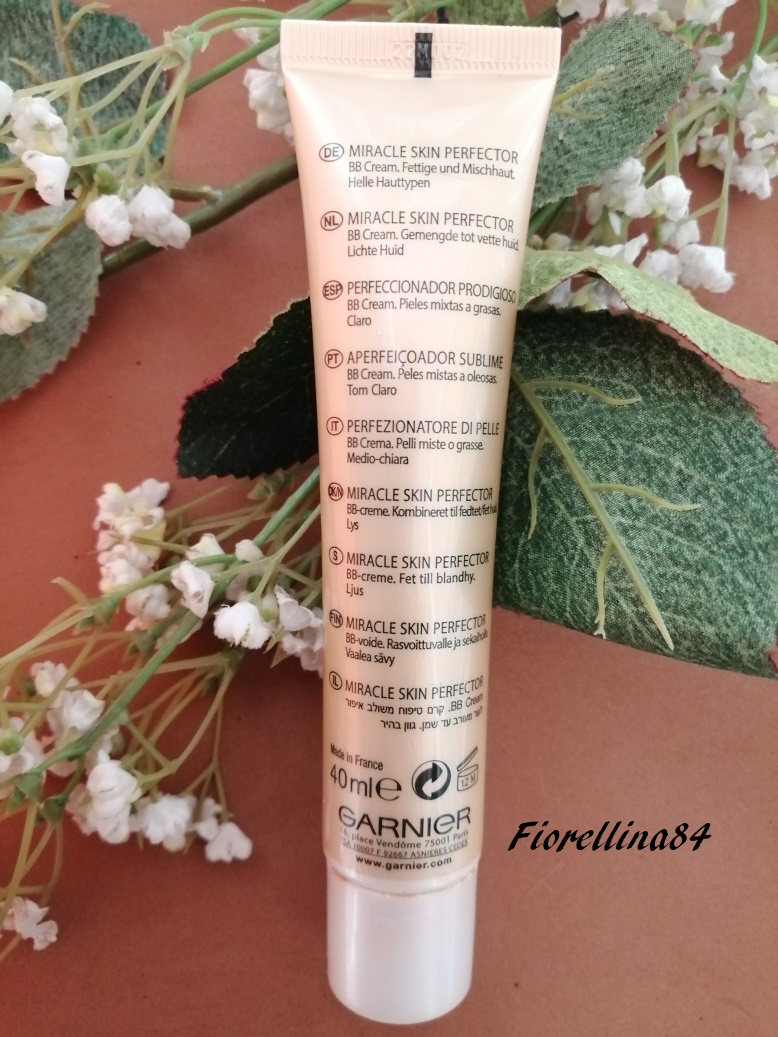 DE MIRACLE SKIN PERFECTOR
BB Cream. Fettige und Mischhaut.
Helle Hauttypen
NL MIRACLE SKIN PERFECTOR
BB Cream. Gemengde tot vette huid.
Lichte Huid
ESP PERFECCIONADOR PRODIGIOSO
BB Cream. Pieles mixtas a grasas.
Claro
PT APERFEIÇOADOR SUBLIME
BB Cream. Peles mistas a oleosas.
Tom Claro
IT PERFEZIONATORE DI PELLE
BB Crema. Pelli miste o grasse.
Medio-chiara
DK/N MIRACLE SKIN PERFECTOR
BB-creme. Kombineret til fedtet/fet hud.
Lys
S MIRACLE SKIN PERFECTOR
BB-creme. Fet till blandhy.
Ljus
FIN MIRACLE SKIN PERFECTOR
BB-voide. Rasvoittuvalle ja sekaiholle.
Vaalea sävy
IL MIRACLE SKIN PERFECTOR
BB Cream. קרם טיפוח משולב איפור
לעור מעורב עד שמן. גוון בהיר
Made in France
40 ml e
12 M
GARNIER
16, place Vendôme 75001 Paris
10007 F 92667 ASNIERES CEDEX
www.garnier.com
Fiorellina84